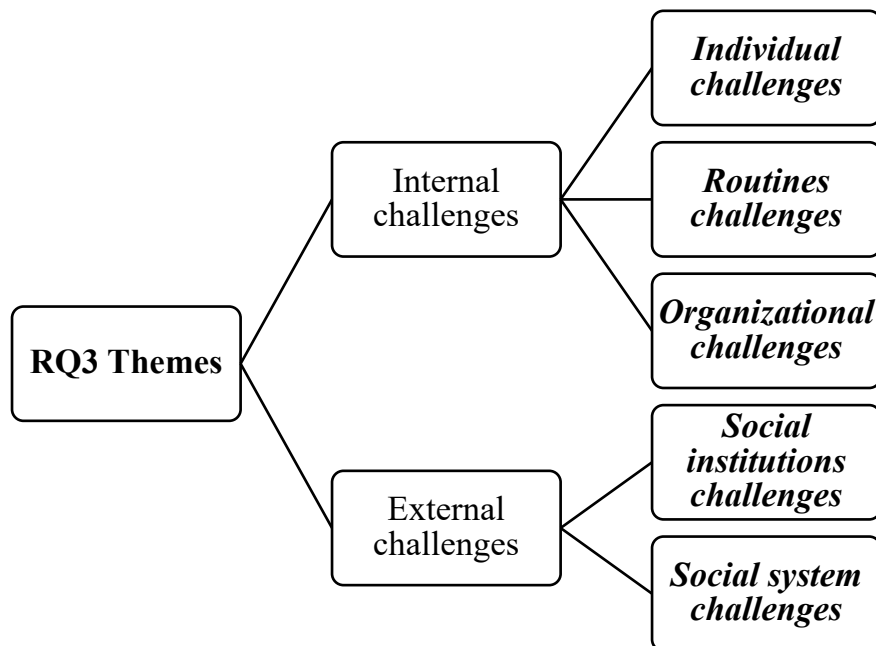 Individual
challenges
Internal
challenges
Routines
challenges
Organizational
challenges
RQ3 Themes
Social
institutions
challenges
External
challenges
Social system
challenges